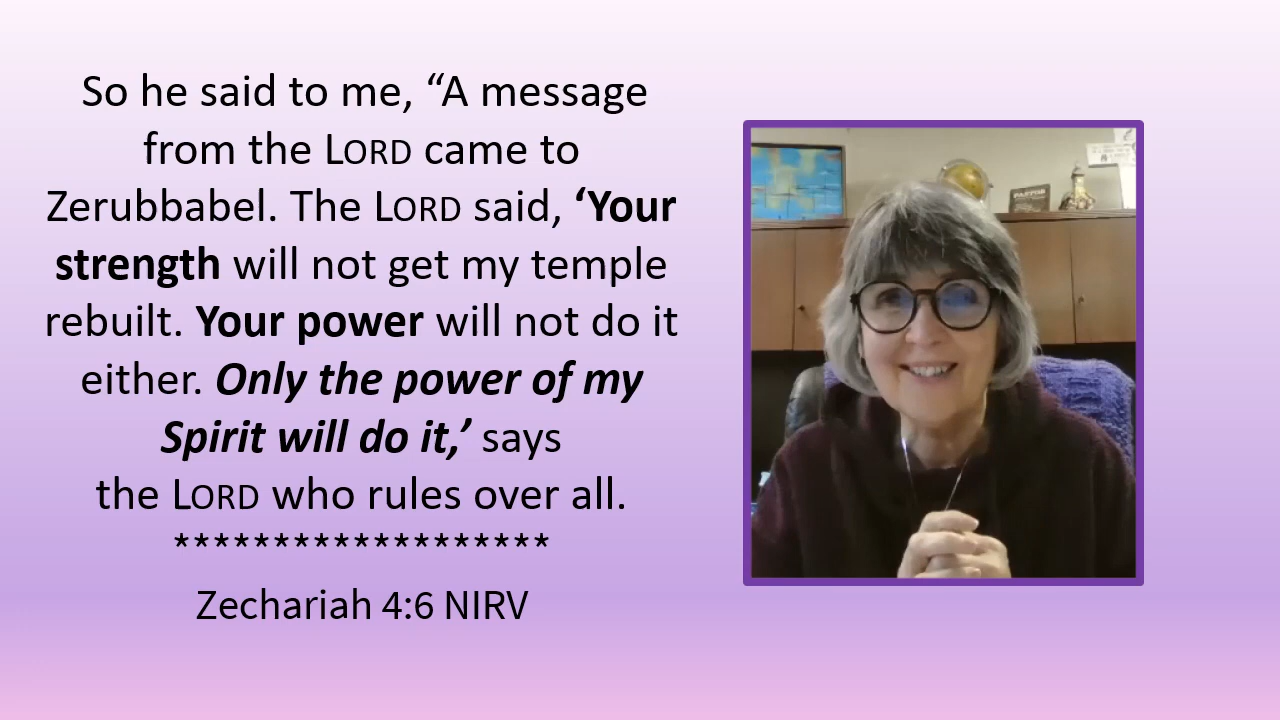 So he said to me, “A message
from the LORD came to
Zerubbabel. The LORD said, ‘Your
strength will not get my temple
rebuilt. Your power will not do it
either. Only the power of my
Spirit will do it,’ says
the LORD who rules over all.
*******************
Zechariah 4:6 NIRV